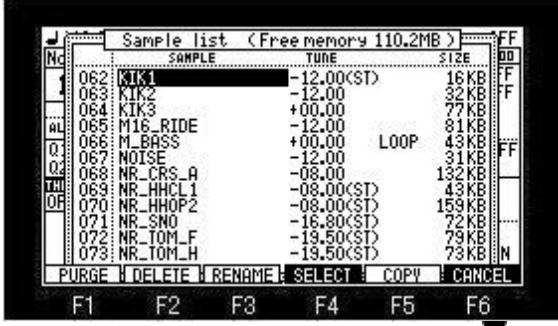 Sample list (Free memory 110.2MB)
SAMPLE TUNE SIZE
062 KIK1 -12.00(ST) 16KB
063 KIK2 -12.00 32KB
064 KIK3 +00.00 77KB
065 M16_RIDE -12.00 81KB
066 M_BASS +00.00 LOOP 43KB
067 NOISE -12.00 31KB
068 NR_CRS_A -08.00 132KB
069 NR_HHCL1 -08.00(ST) 43KB
070 NR_HHOP2 -08.00(ST) 159KB
071 NR_SNO -16.80(ST) 72KB
072 NR_TOM_F -19.50(ST) 79KB
073 NR_TOM_H -19.50(ST) 73KB
PURGE DELETE RENAME SELECT COPY CANCEL
F1 F2 F3 F4 F5 F6